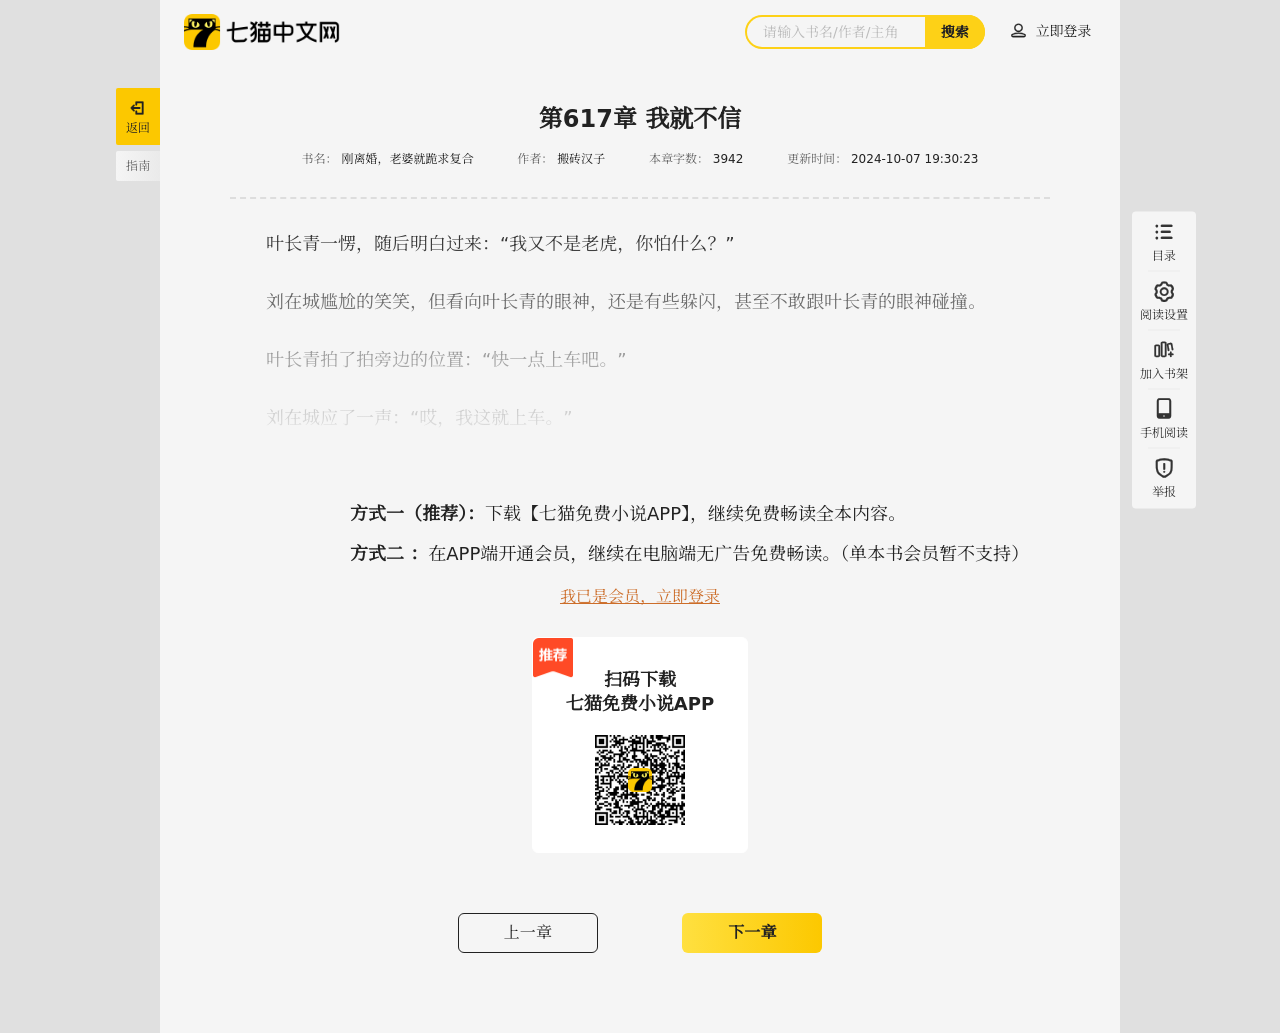 七猫中文网
请输入书名/作者/主角
搜索
立即登录
返回
指南
第617章 我就不信
书名： 刚离婚，老婆就跪求复合 作者： 搬砖汉子 本章字数： 3942 更新时间： 2024-10-07 19:30:23
叶长青一愣，随后明白过来：“我又不是老虎，你怕什么？”
刘在城尴尬的笑笑，但看向叶长青的眼神，还是有些躲闪，甚至不敢跟叶长青的眼神碰撞。
叶长青拍了拍旁边的位置：“快一点上车吧。”
刘在城应了一声：“哎，我这就上车。”
目录
阅读设置
加入书架
手机阅读
举报
方式一（推荐）：下载【七猫免费小说APP】，继续免费畅读全本内容。
方式二 ：在APP端开通会员，继续在电脑端无广告免费畅读。（单本书会员暂不支持）
我已是会员，立即登录
推荐
扫码下载
七猫免费小说APP
上一章
下一章